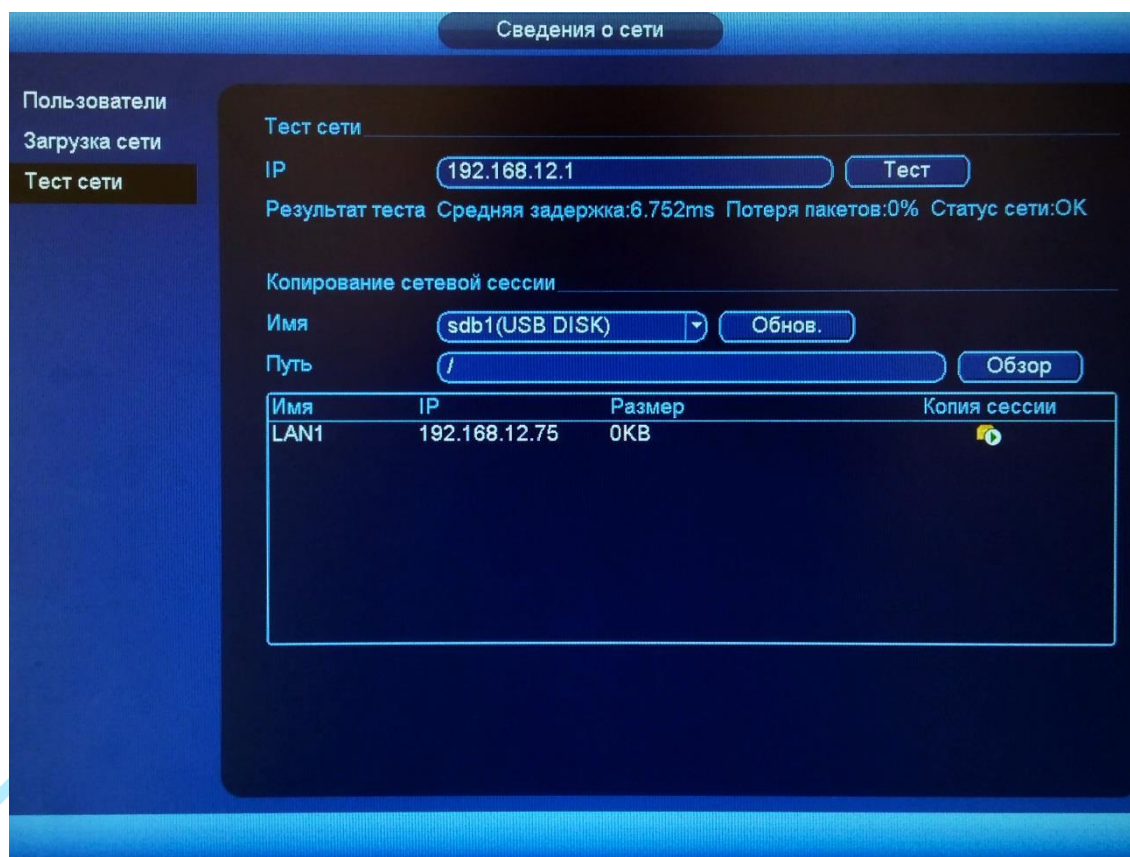 Сведения о сети
Пользователи
Загрузка сети
Тест сети
Тест сети
IP 192.168.12.1 Тест
Результат теста Средняя задержка:6.752ms Потеря пакетов:0% Статус сети:OK
Копирование сетевой сессии
Имя sdb1(USB DISK) Обнов.
Путь / Обзор
Имя IP Размер Копия сессии
LAN1 192.168.12.75 0KB